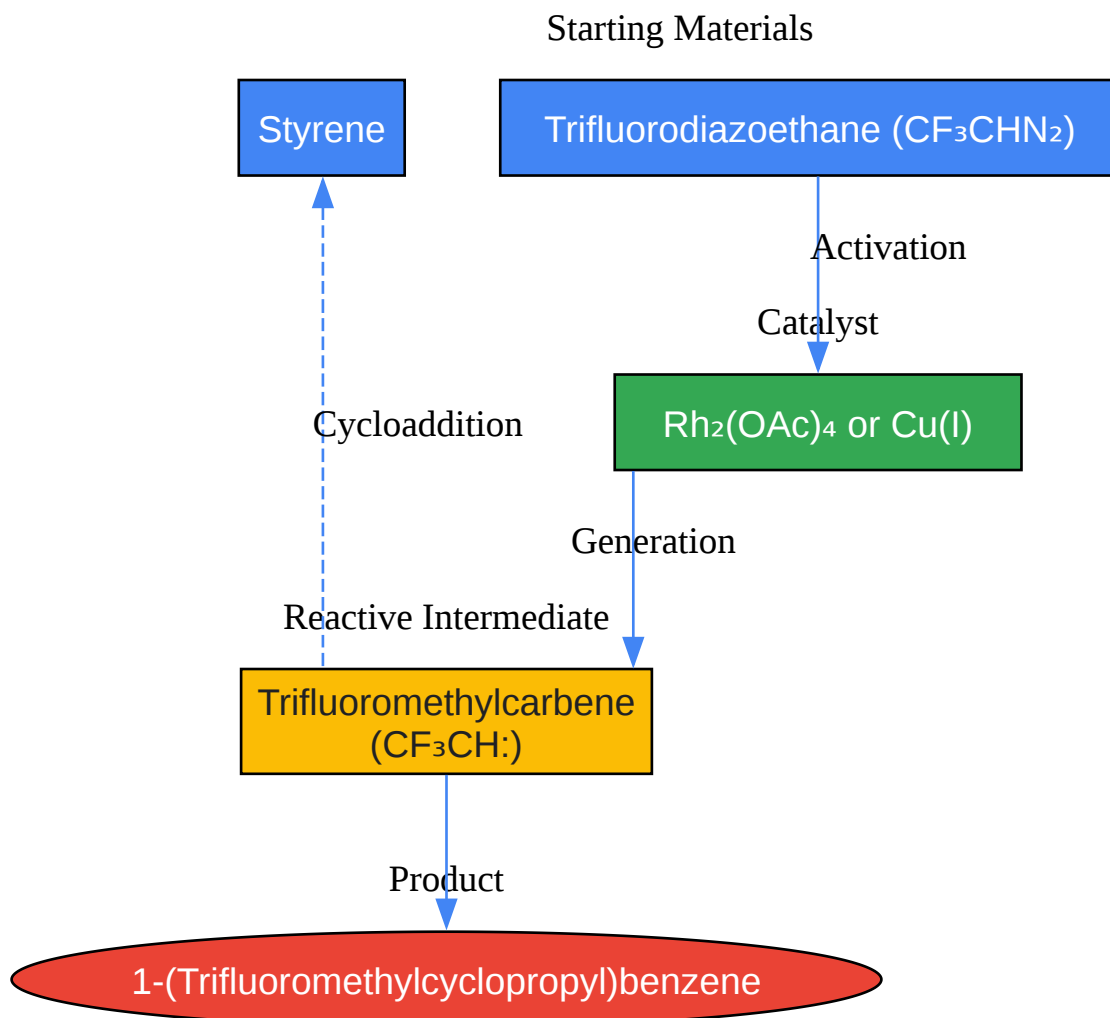 Starting Materials
Styrene
Trifluorodiazoethane (CF₃CHN₂)
Activation
Catalyst
Rh₂(OAc)₄ or Cu(I)
Cycloaddition
Generation
Reactive Intermediate
Trifluoromethylcarbene
(CF₃CH:)
Product
1-(Trifluoromethylcyclopropyl)benzene